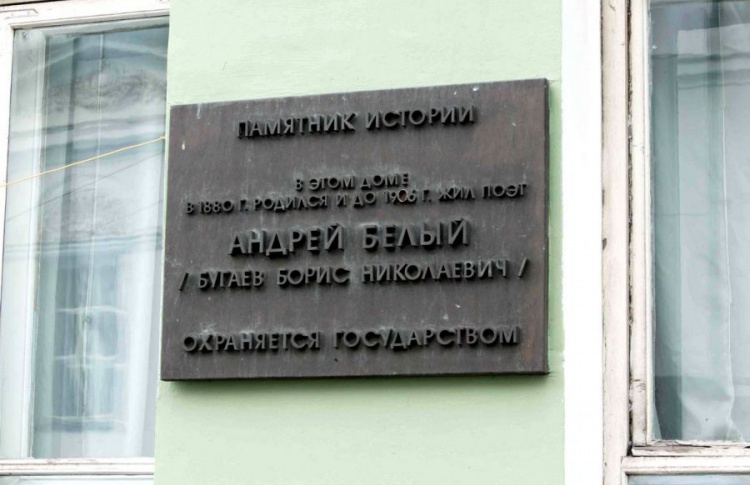 ПАМЯТНИК ИСТОРИИ
В ЭТОМ ДОМЕ
В 1880 Г. РОДИЛСЯ И ДО 1906 Г. ЖИЛ ПОЭТ
АНДРЕЙ БЕЛЫЙ
/ БУГАЕВ БОРИС НИКОЛАЕВИЧ /
ОХРАНЯЕТСЯ ГОСУДАРСТВОМ